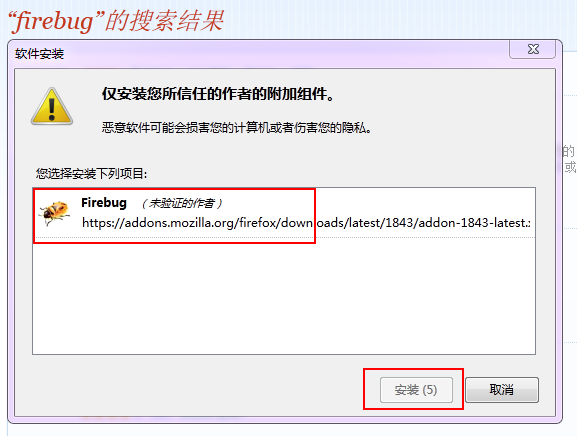 “firebug”的搜索结果
软件安装
仅安装您所信任的作者的附加组件。
恶意软件可能会损害您的计算机或者伤害您的隐私。
的
或
您选择安装下列项目:
Firebug （未验证的作者）
https://addons.mozilla.org/firefox/downloads/latest/1843/addon-1843-latest.
安装 (5)
取消